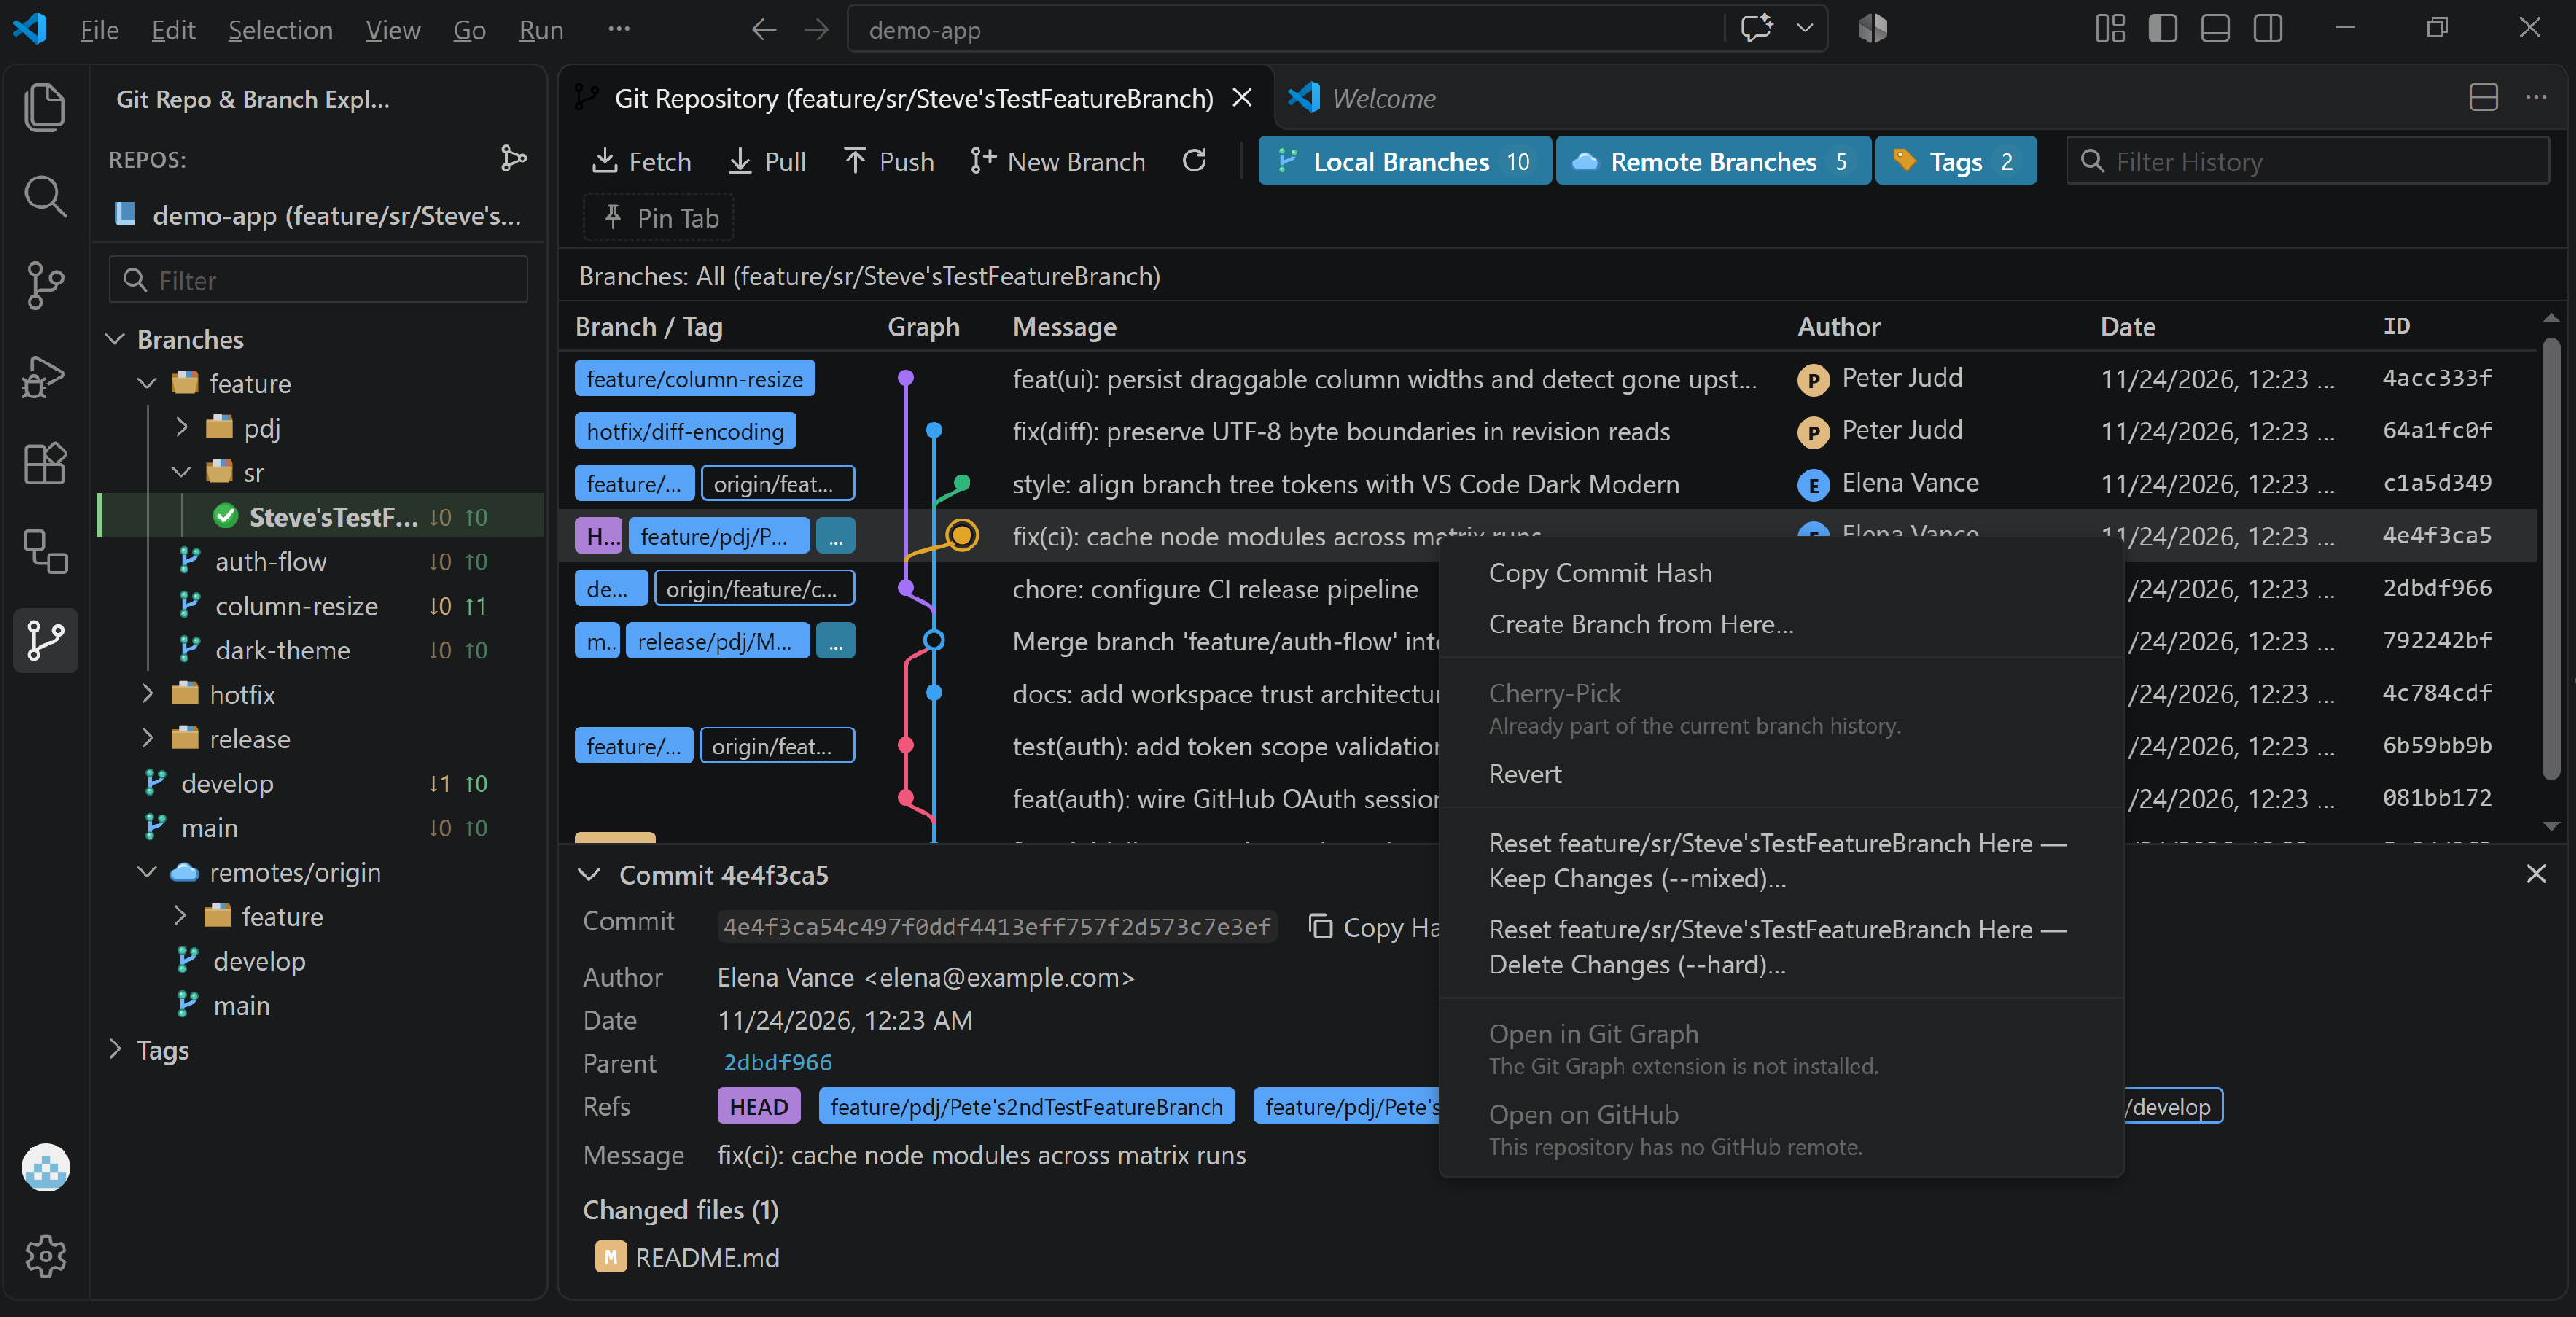 File Edit Selection View Go Run ···
demo-app
Git Repo & Branch Expl...
REPOS:
demo-app (feature/sr/Steve's...
Filter
Branches
feature
pdj
sr
Steve'sTestF... ↓0 ↑0
auth-flow ↓0 ↑0
column-resize ↓0 ↑1
dark-theme ↓0 ↑0
hotfix
release
develop ↓1 ↑0
main ↓0 ↑0
remotes/origin
feature
develop
main
Tags
Git Repository (feature/sr/Steve'sTestFeatureBranch)
Welcome
Fetch Pull Push New Branch Local Branches 10 Remote Branches 5 Tags 2 Filter History
Pin Tab
Branches: All (feature/sr/Steve'sTestFeatureBranch)
Branch / Tag Graph Message Author Date ID
feature/column-resize feat(ui): persist draggable column widths and detect gone upst... P Peter Judd 11/24/2026, 12:23 ... 4acc333f
hotfix/diff-encoding fix(diff): preserve UTF-8 byte boundaries in revision reads P Peter Judd 11/24/2026, 12:23 ... 64a1fc0f
feature/... origin/feat... style: align branch tree tokens with VS Code Dark Modern E Elena Vance 11/24/2026, 12:23 ... c1a5d349
H... feature/pdj/P... ... fix(ci): cache node modules across matrix runs E Elena Vance 11/24/2026, 12:23 ... 4e4f3ca5
de... origin/feature/c... chore: configure CI release pipeline /24/2026, 12:23 ... 2dbdf966
m.. release/pdj/M... ... Merge branch 'feature/auth-flow' int /24/2026, 12:23 ... 792242bf
docs: add workspace trust architectu /24/2026, 12:23 ... 4c784cdf
feature/... origin/feat... test(auth): add token scope validation /24/2026, 12:23 ... 6b59bb9b
feat(auth): wire GitHub OAuth session /24/2026, 12:23 ... 081bb172
Copy Commit Hash
Create Branch from Here...
Cherry-Pick
Already part of the current branch history.
Revert
Reset feature/sr/Steve'sTestFeatureBranch Here —
Keep Changes (--mixed)...
Reset feature/sr/Steve'sTestFeatureBranch Here —
Delete Changes (--hard)...
Open in Git Graph
The Git Graph extension is not installed.
Open on GitHub
This repository has no GitHub remote.
Commit 4e4f3ca5
Commit 4e4f3ca54c497f0ddf4413eff757f2d573c7e3ef Copy Ha
Author Elena Vance <elena@example.com>
Date 11/24/2026, 12:23 AM
Parent 2dbdf966
Refs HEAD feature/pdj/Pete's2ndTestFeatureBranch feature/pdj/Pete's /develop
Message fix(ci): cache node modules across matrix runs
Changed files (1)
M README.md